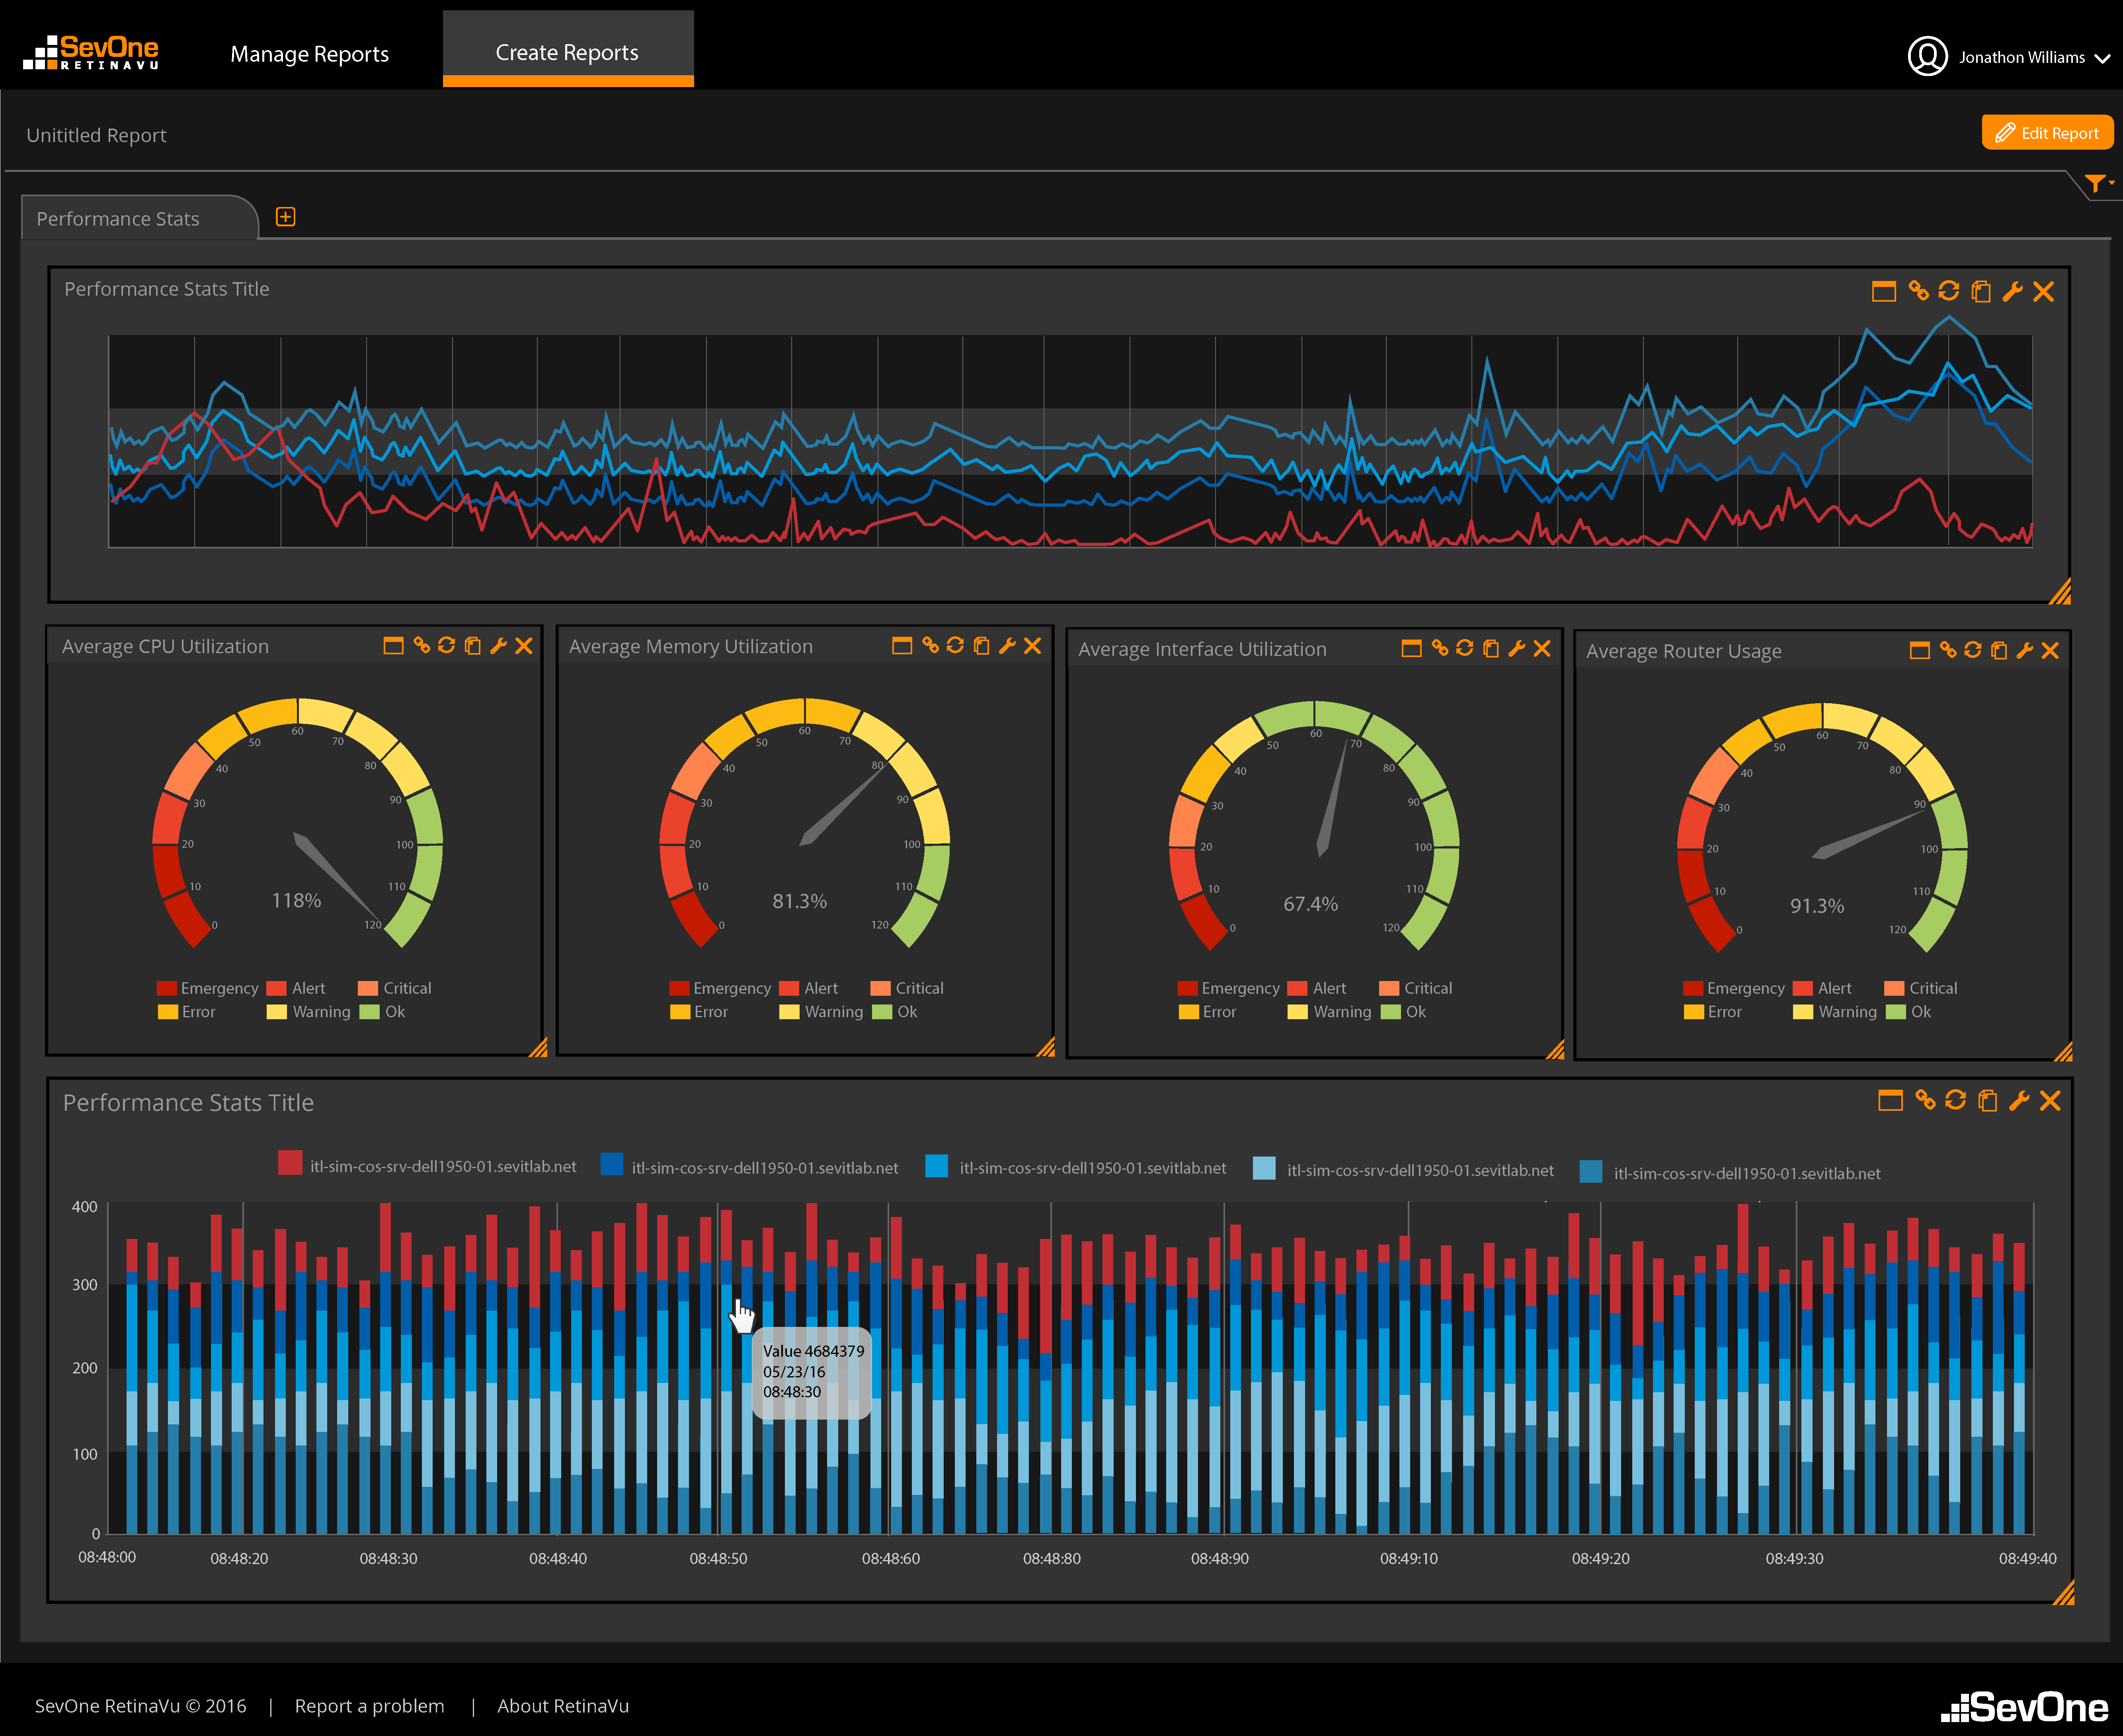 SevOne
RETINAVU
Manage Reports
Create Reports
Jonathon Williams
Unititled Report
Edit Report
Performance Stats
Performance Stats Title
Average CPU Utilization
0 10 20 30 40 50 60 70 80 90 100 110 120
118%
Emergency Alert Critical
Error Warning Ok
Average Memory Utilization
0 10 20 30 40 50 60 70 80 90 100 110 120
81.3%
Emergency Alert Critical
Error Warning Ok
Average Interface Utilization
0 10 20 30 40 50 60 70 80 90 100 110 120
67.4%
Emergency Alert Critical
Error Warning Ok
Average Router Usage
0 10 20 30 40 50 60 70 80 90 100 110 120
91.3%
Emergency Alert Critical
Error Warning Ok
Performance Stats Title
itl-sim-cos-srv-dell1950-01.sevitlab.net itl-sim-cos-srv-dell1950-01.sevitlab.net itl-sim-cos-srv-dell1950-01.sevitlab.net itl-sim-cos-srv-dell1950-01.sevitlab.net itl-sim-cos-srv-dell1950-01.sevitlab.net
400
300
200
100
0
Value 4684379
05/23/16
08:48:30
08:48:00 08:48:20 08:48:30 08:48:40 08:48:50 08:48:60 08:48:80 08:48:90 08:49:10 08:49:20 08:49:30 08:49:40
SevOne RetinaVu © 2016 | Report a problem | About RetinaVu
SevOne